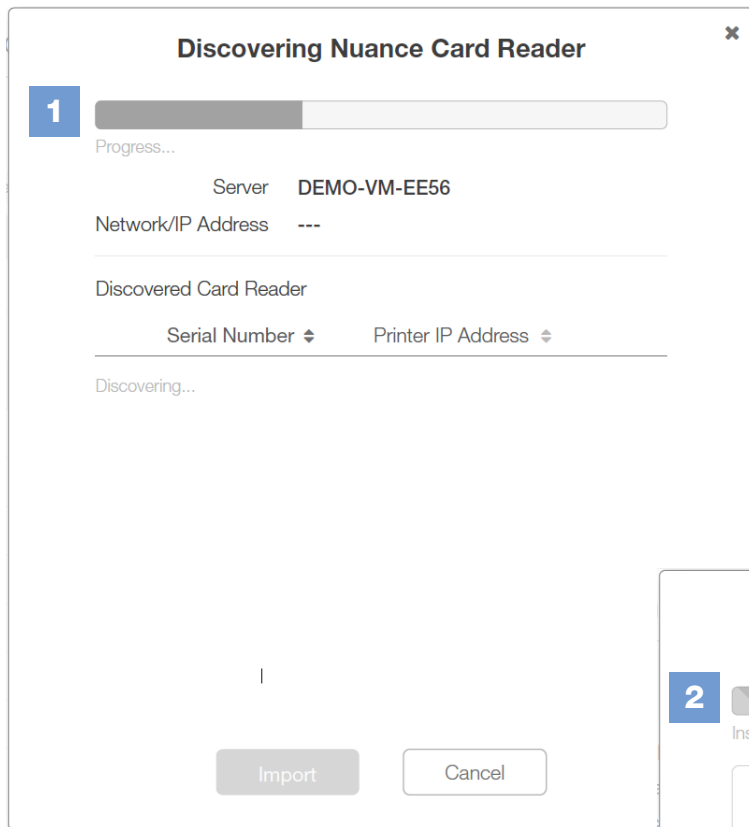 Discovering Nuance Card Reader
1
Progress...
Server DEMO-VM-EE56
Network/IP Address ---
Discovered Card Reader
Serial Number Printer IP Address
Discovering...
2
Import Cancel